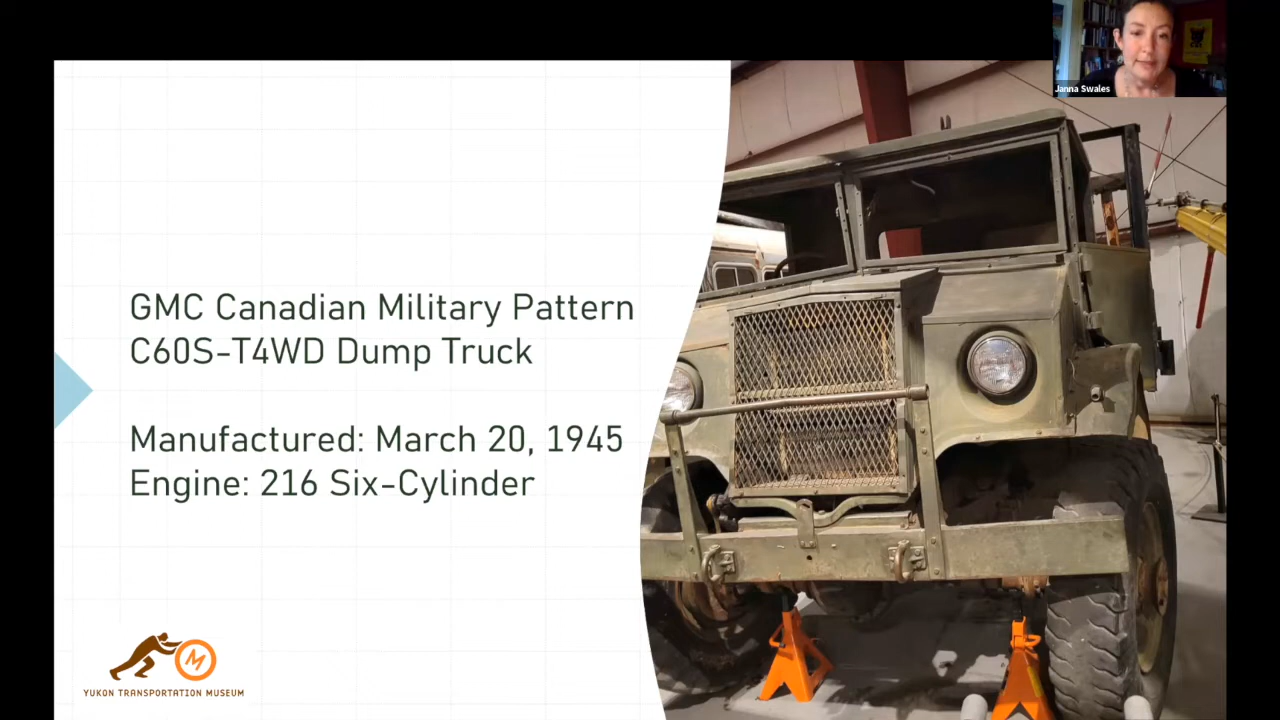 Janna Swales
GMC Canadian Military Pattern
C60S-T4WD Dump Truck
Manufactured: March 20, 1945
Engine: 216 Six-Cylinder
YUKON TRANSPORTATION MUSEUM